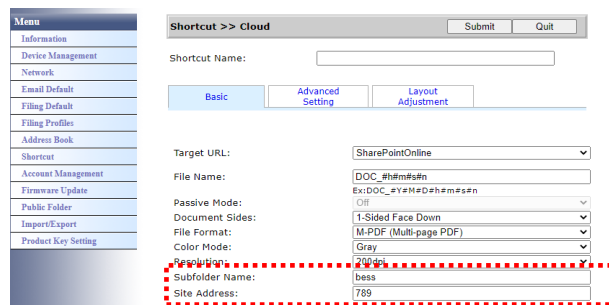 Menu
Information
Device Management
Network
Email Default
Filing Default
Filing Profiles
Address Book
Shortcut
Account Management
Firmware Update
Public Folder
Import/Export
Product Key Setting
Shortcut >> Cloud Submit Quit
Shortcut Name:
Basic Advanced Setting Layout Adjustment
Target URL: SharePointOnline
File Name: DOC_#h#m#s#n
Ex:DOC_#Y#M#D#h#m#s#n
Passive Mode: Off
Document Sides: 1-Sided Face Down
File Format: M-PDF (Multi-page PDF)
Color Mode: Gray
Resolution: 200dpi
Subfolder Name: bess
Site Address: 789